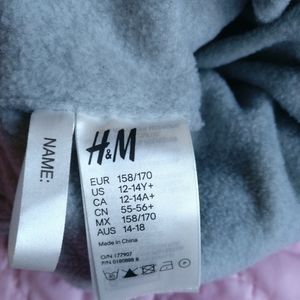 NAME:
H&M
EUR 158/170
US 12-14Y+
CA 12-14A+
CN 55-56+
MX 158/170
AUS 14-18
Made in China
O/N 177907